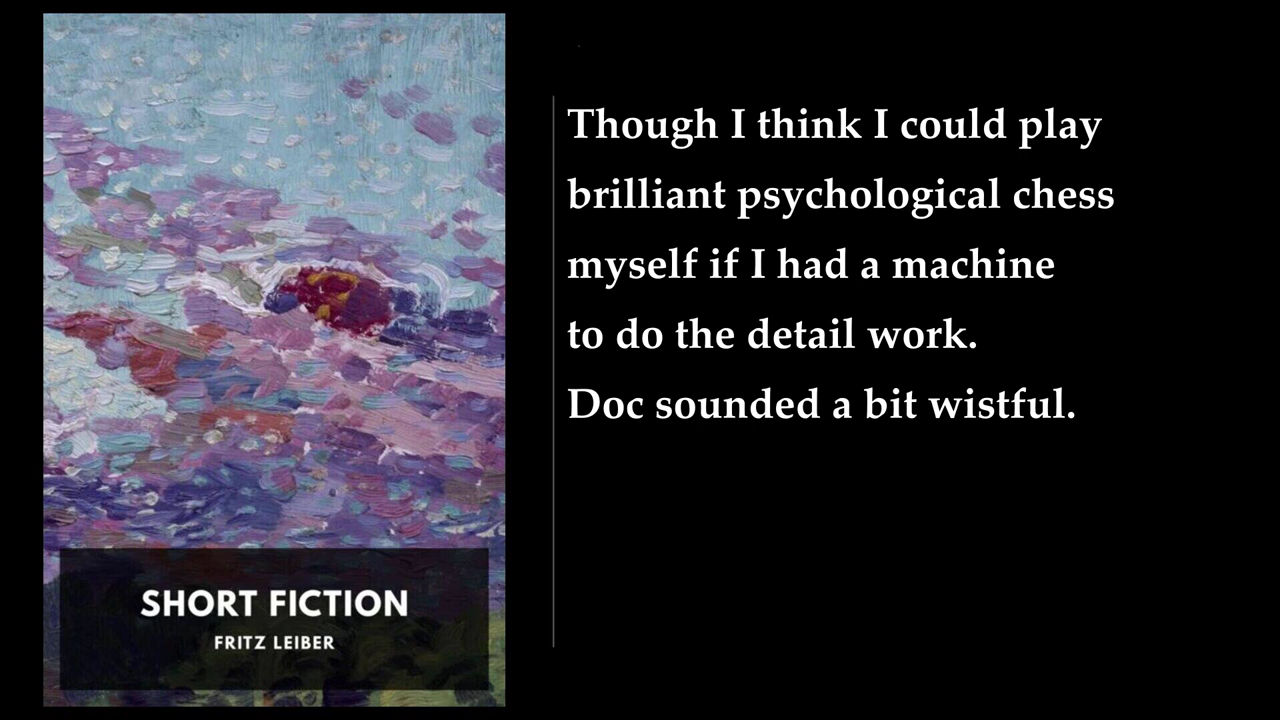 SHORT FICTION
FRITZ LEIBER
Though I think I could play
brilliant psychological chess
myself if I had a machine
to do the detail work.
Doc sounded a bit wistful.